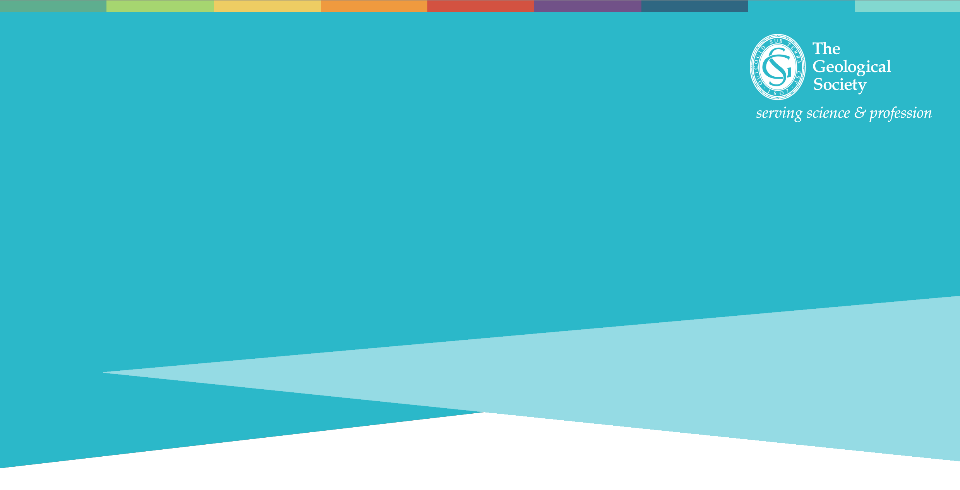 The
Geological
Society
serving science & profession